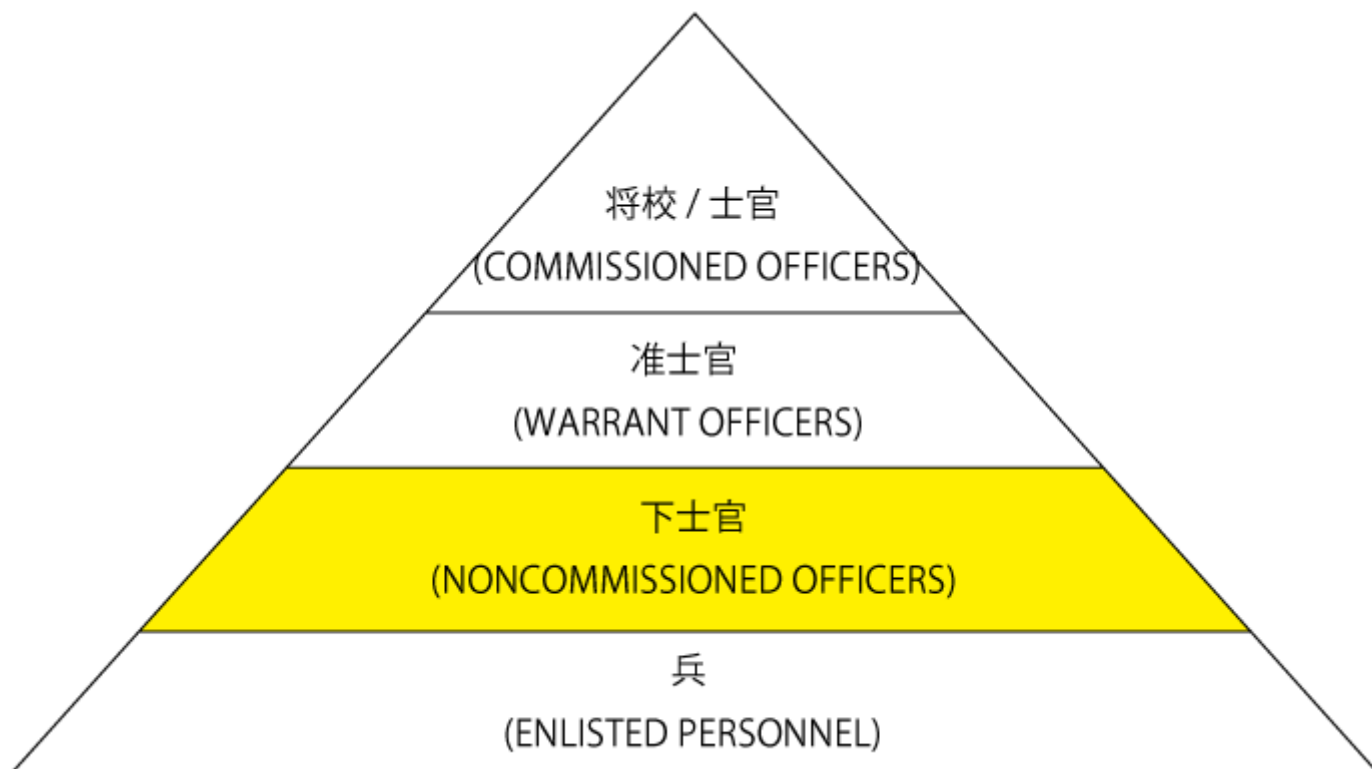 将校 / 士官
(COMMISSIONED OFFICERS)
准士官
(WARRANT OFFICERS)
下士官
(NONCOMMISSIONED OFFICERS)
兵
(ENLISTED PERSONNEL)